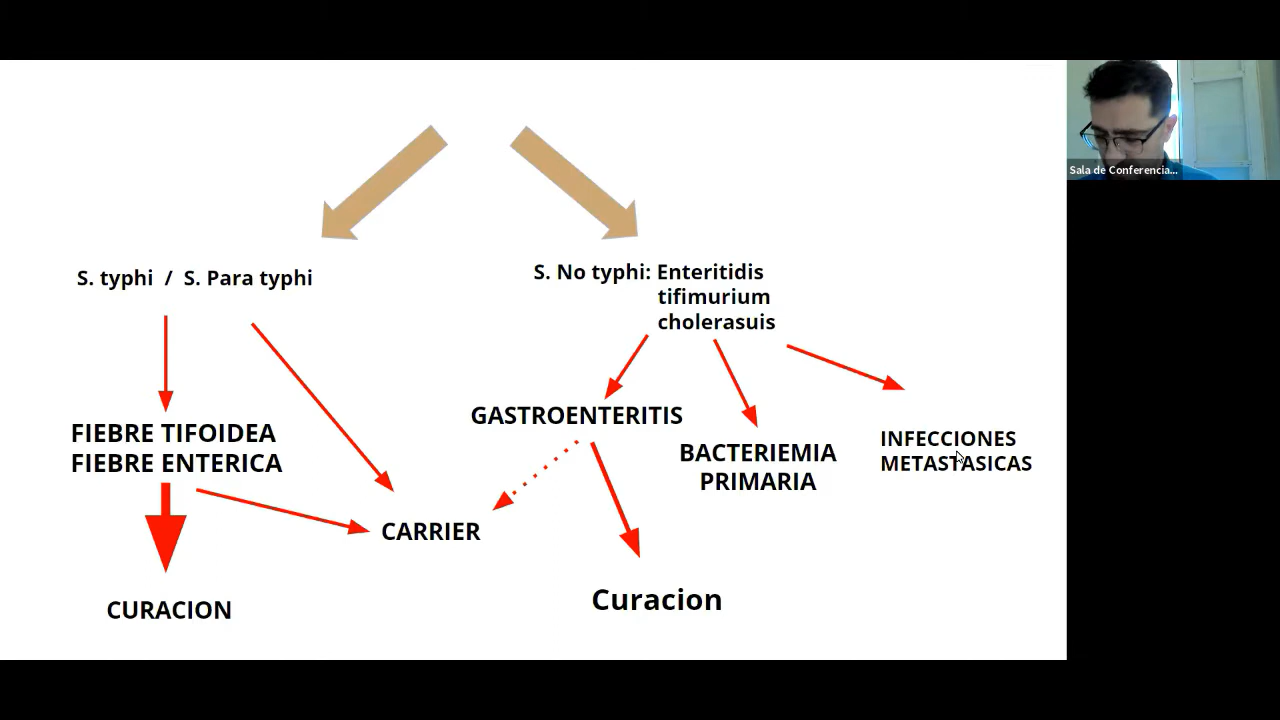 Sala de Conferencia...
S. typhi / S. Para typhi
S. No typhi: Enteritidis
tifimurium
cholerasuis
GASTROENTERITIS
FIEBRE TIFOIDEA
FIEBRE ENTERICA
BACTERIEMIA
PRIMARIA
INFECCIONES
METASTASICAS
CARRIER
CURACION
Curacion